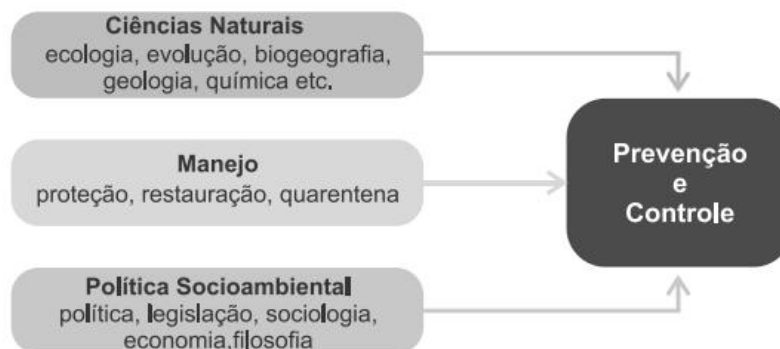 Ciências Naturais
ecologia, evolução, biogeografia,
geologia, química etc.
Manejo
proteção, restauração, quarentena
Política Socioambiental
política, legislação, sociologia,
economia,filosofia
Prevenção
e
Controle